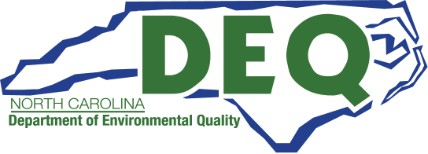 DEQ
NORTH CAROLINA
Department of Environmental Quality